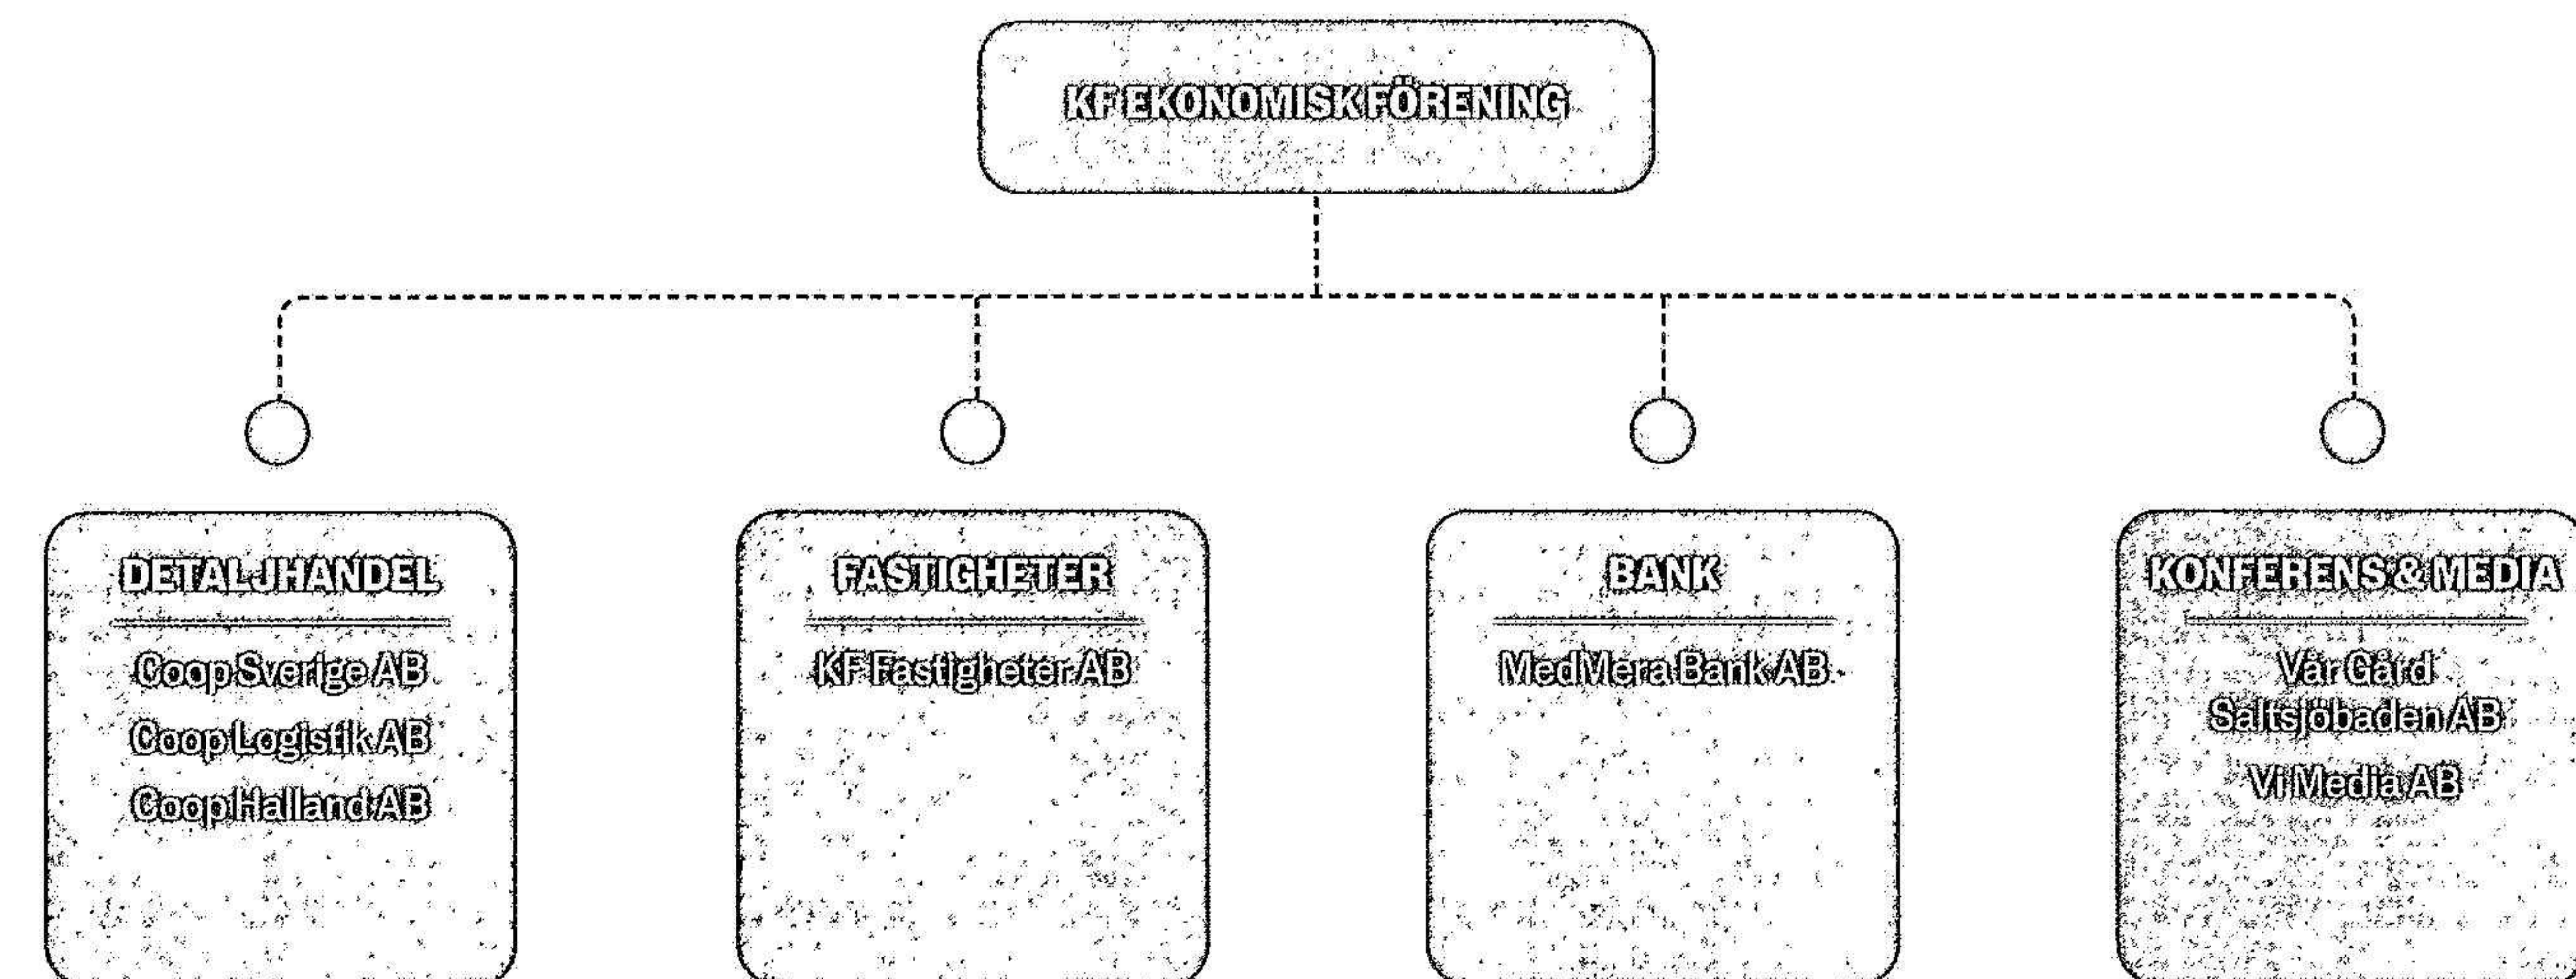 KF EKONOMISK FÖRENING
DETALJHANDEL
Coop Sverige AB
Coop Logistik AB
Coop Halland AB
FASTIGHETER
KF Fastigheter AB
BANK
MedMera Bank AB
KONFERENS & MEDIA
Vår Gård
Saltsjöbaden AB
Vi Media AB